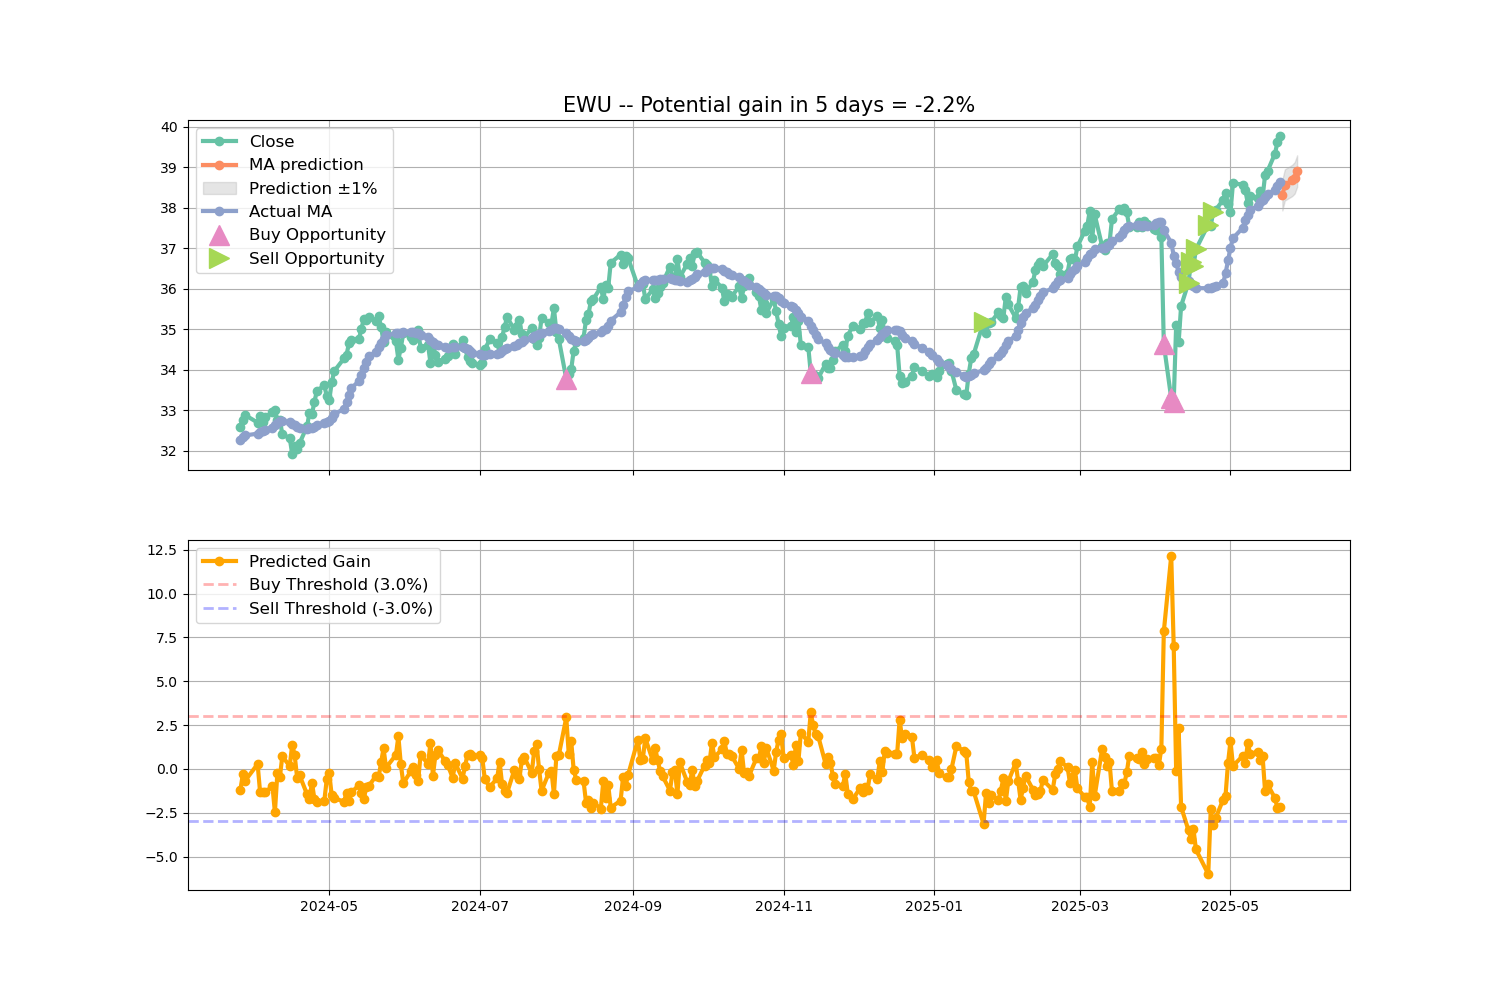 EWU -- Potential gain in 5 days = -2.2%
40
39
38
37
36
35
34
33
32
Close
MA prediction
Prediction ±1%
Actual MA
Buy Opportunity
Sell Opportunity
12.5
10.0
7.5
5.0
2.5
0.0
−2.5
−5.0
Predicted Gain
Buy Threshold (3.0%)
Sell Threshold (-3.0%)
2024-05 2024-07 2024-09 2024-11 2025-01 2025-03 2025-05